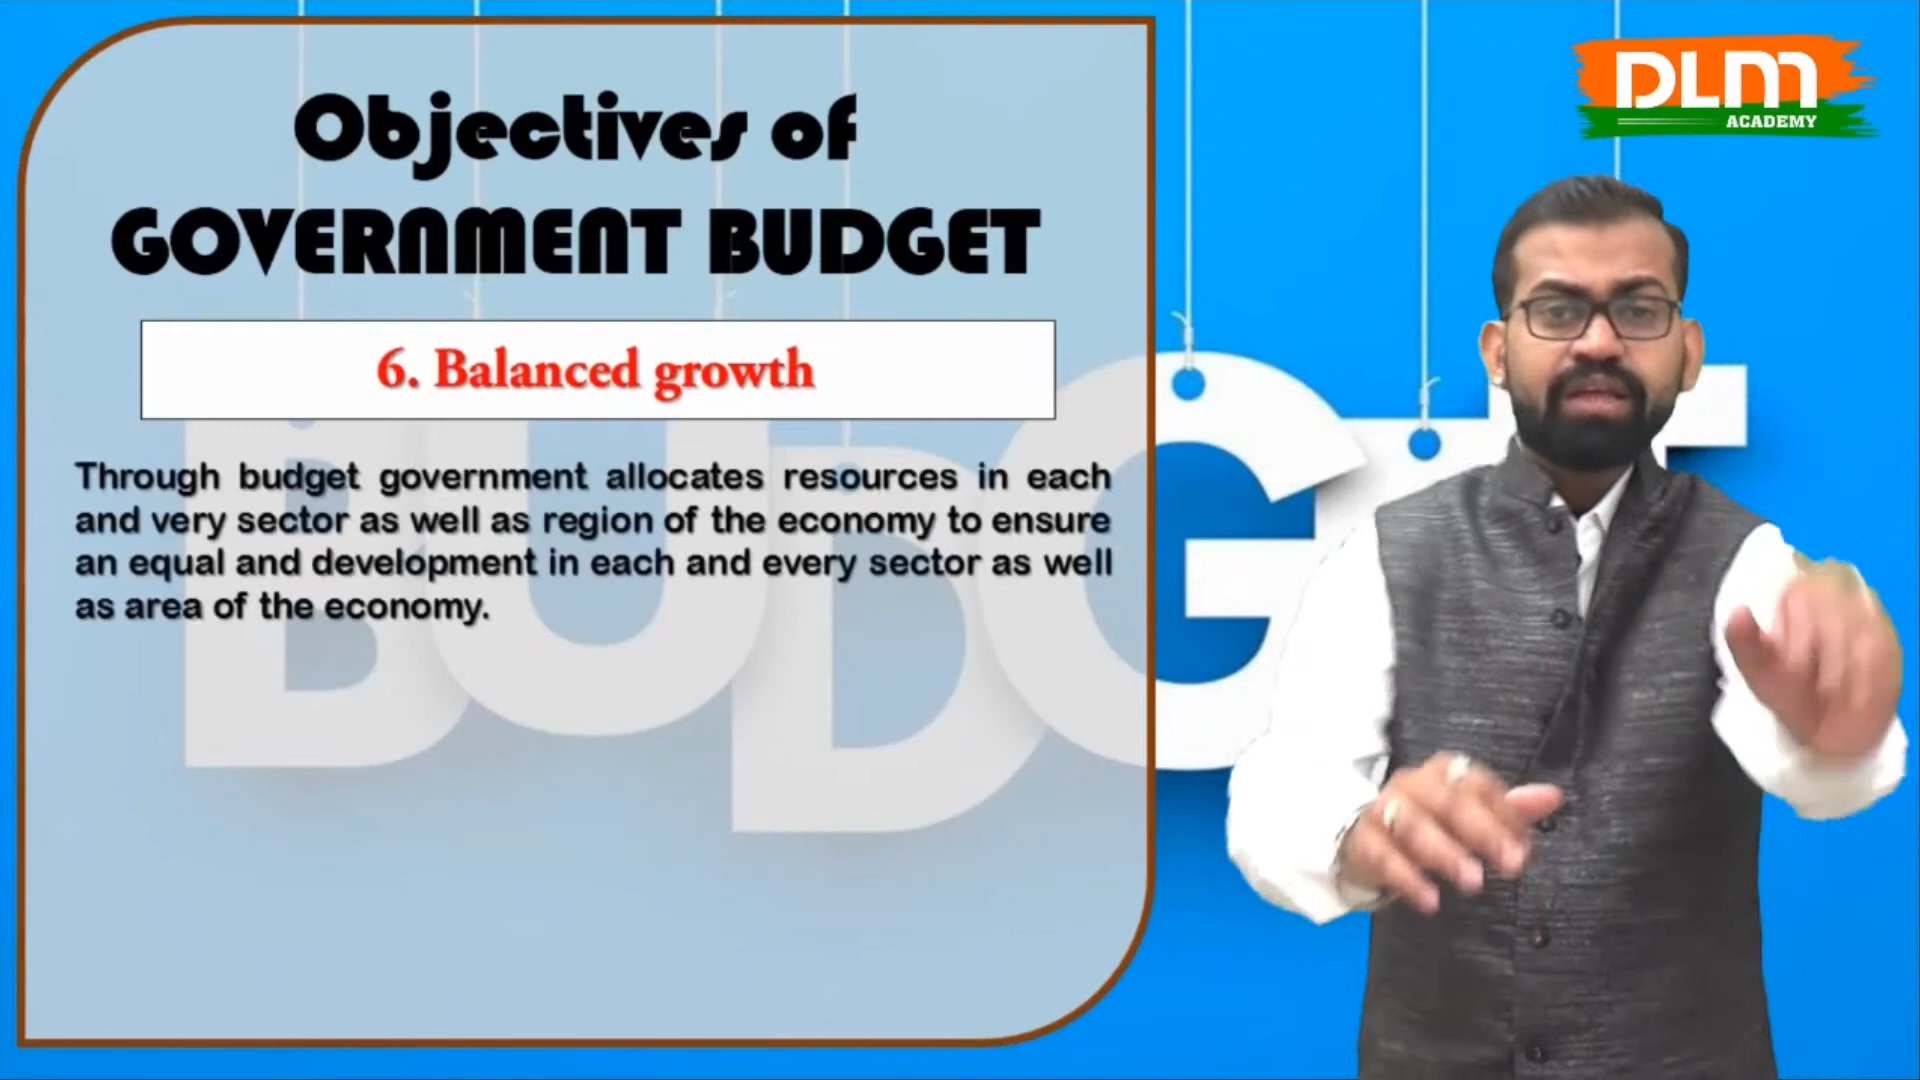 Objectives of
GOVERNMENT BUDGET
6. Balanced growth
Through budget government allocates resources in each
and very sector as well as region of the economy to ensure
an equal and development in each and every sector as well
as area of the economy.
DLM
ACADEMY
BUDGET